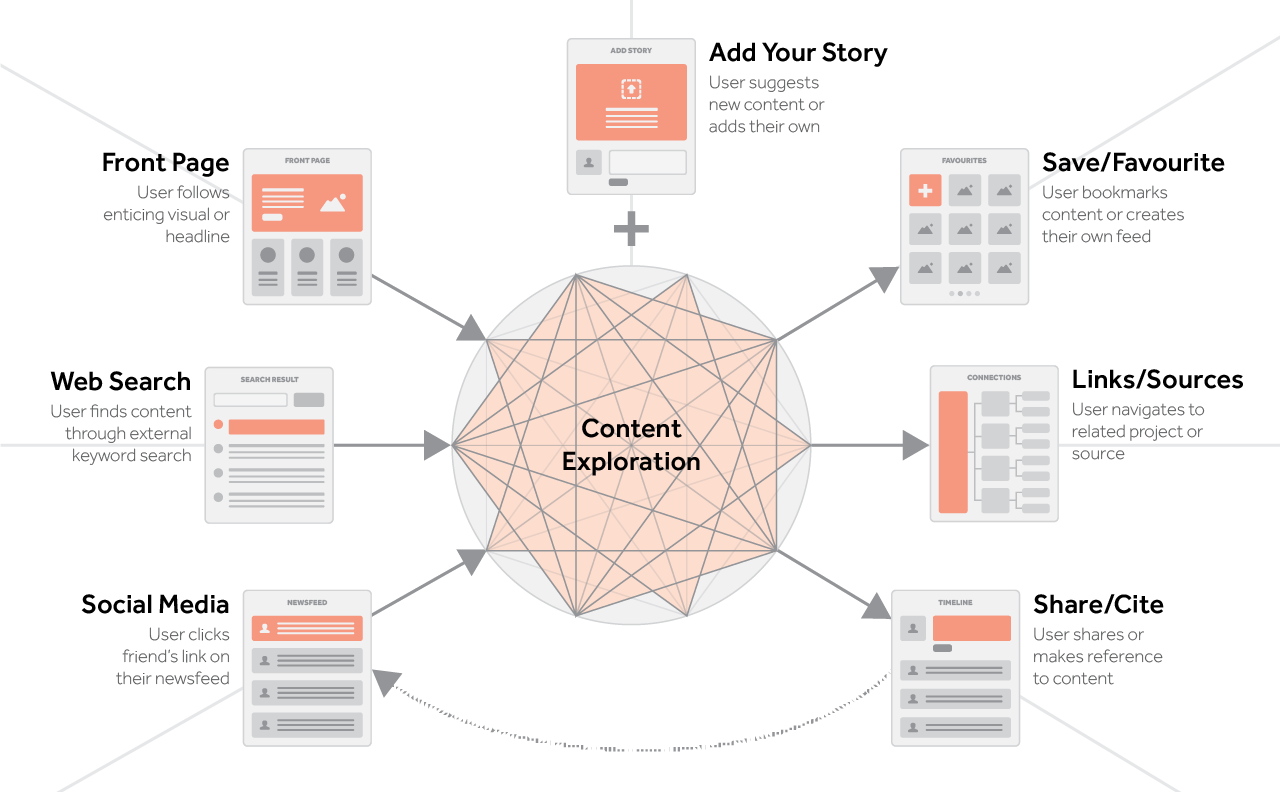 ADD STORY
Add Your Story
User suggests
new content or
adds their own
Front Page
User follows
enticing visual or
headline
FRONT PAGE
FAVOURITES
Save/Favourite
User bookmarks
content or creates
their own feed
Web Search
User finds content
through external
keyword search
SEARCH RESULT
Content
Exploration
CONNECTIONS
Links/Sources
User navigates to
related project or
source
Social Media
User clicks
friend's link on
their newsfeed
NEWSFEED
TIMELINE
Share/Cite
User shares or
makes reference
to content